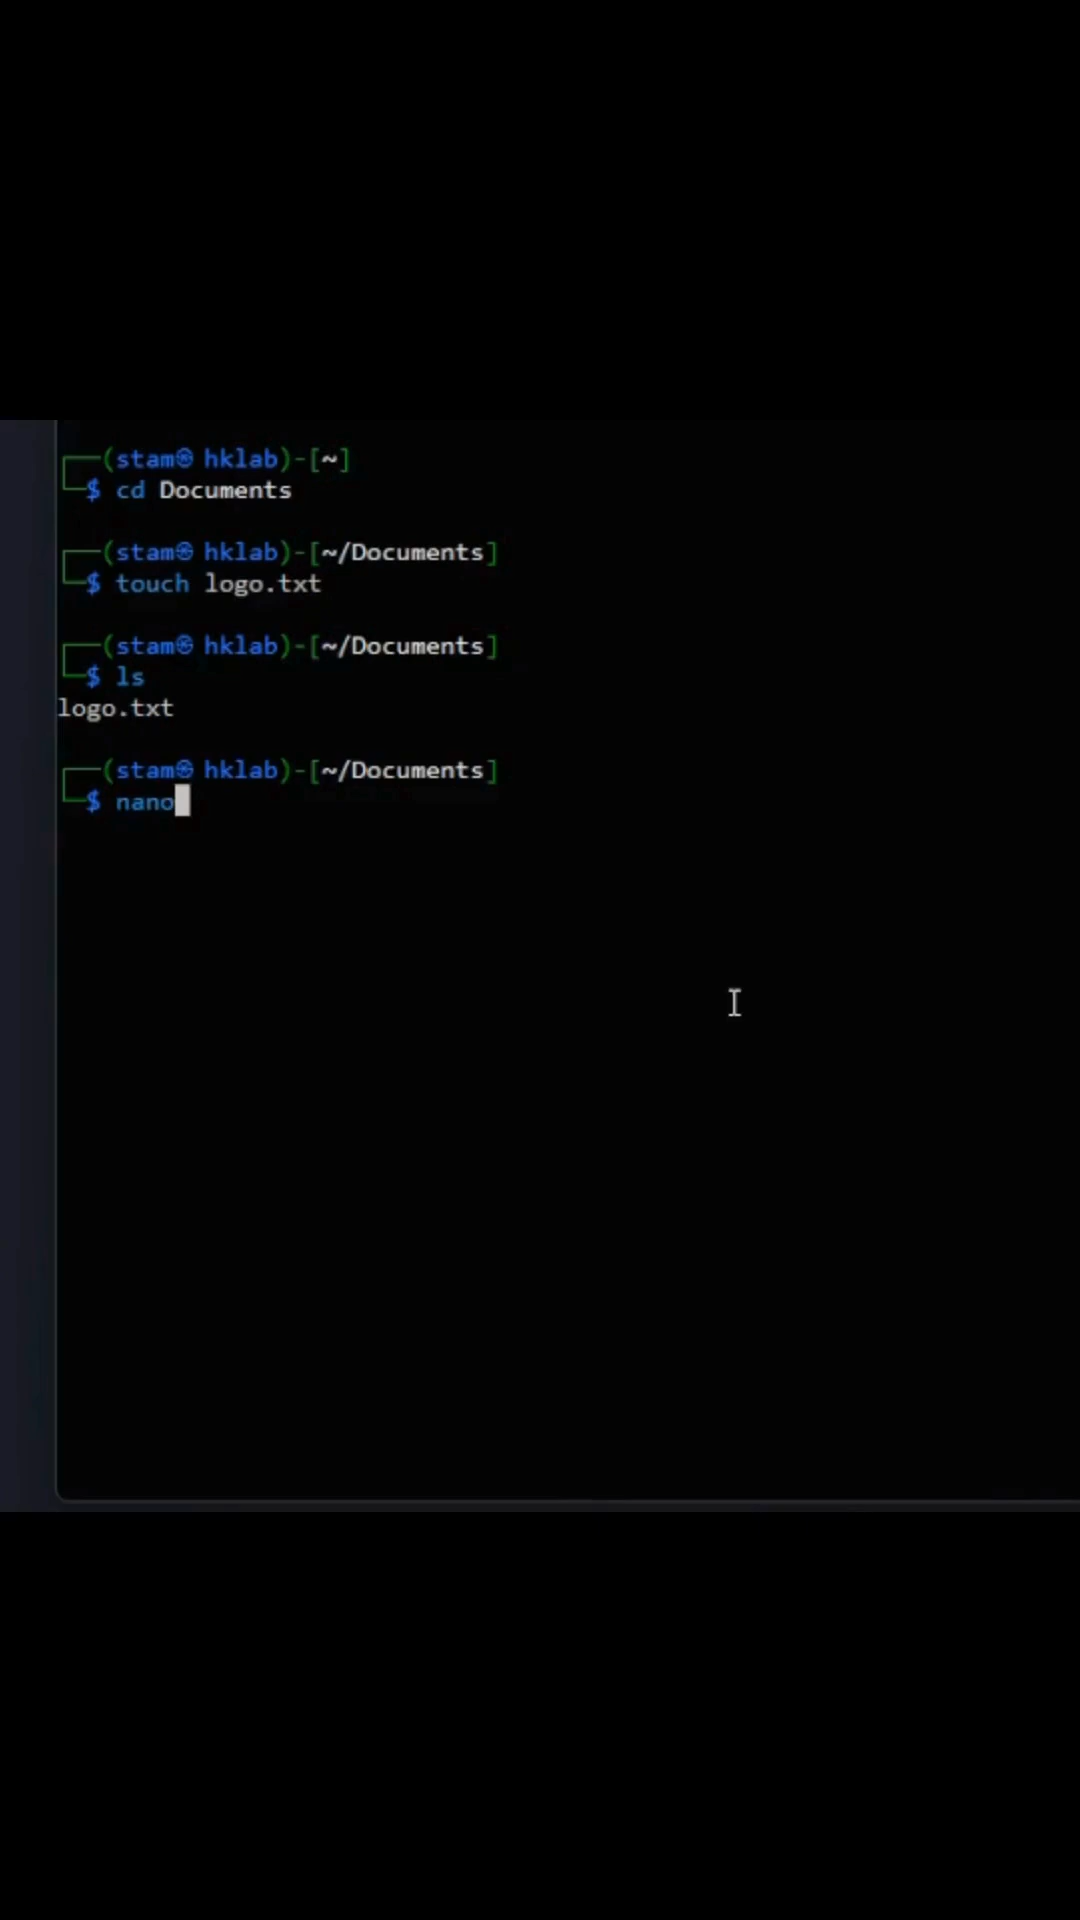 ┌──(stam㉿ hklab)-[~]
└─$ cd Documents
┌──(stam㉿ hklab)-[~/Documents]
└─$ touch logo.txt
┌──(stam㉿ hklab)-[~/Documents]
└─$ ls
logo.txt
┌──(stam㉿ hklab)-[~/Documents]
└─$ nano